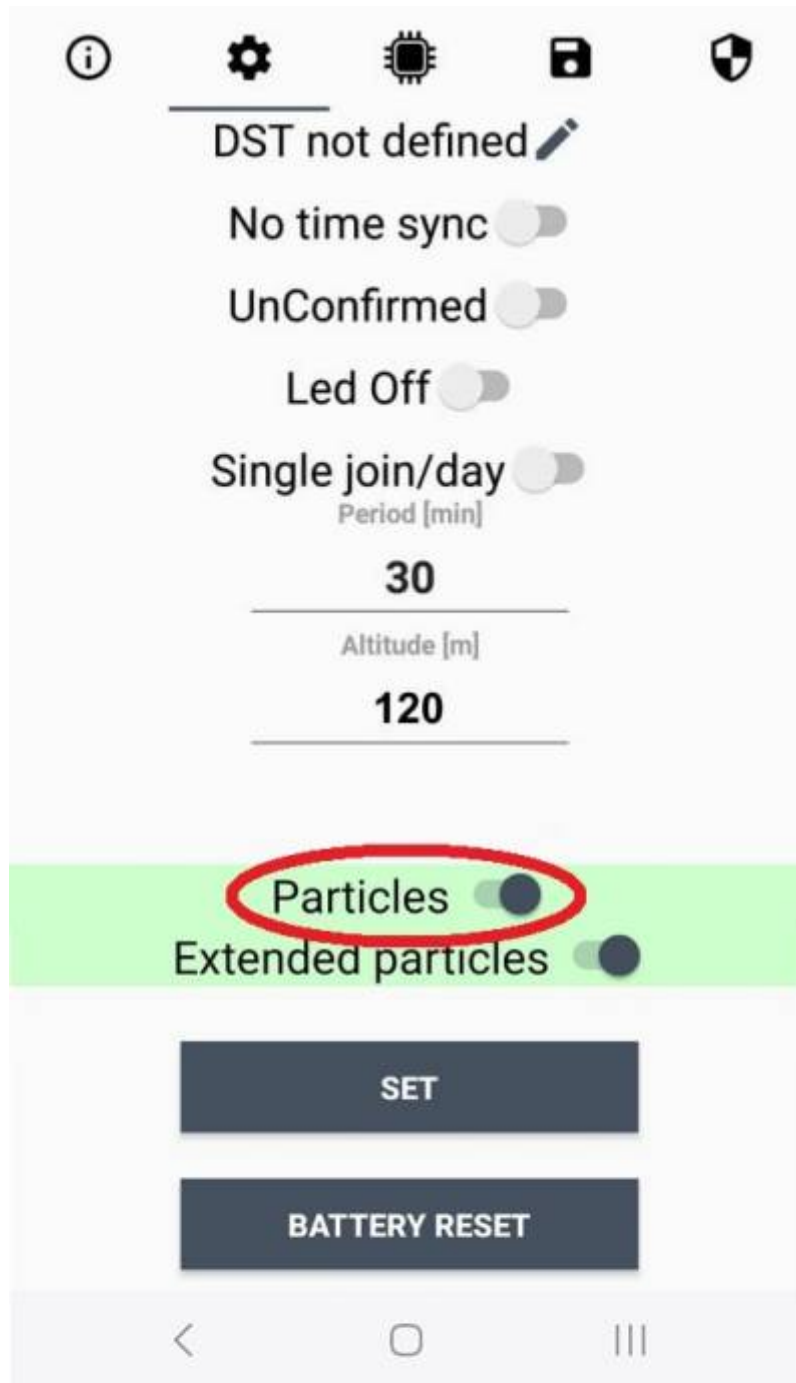 DST not defined
No time sync
UnConfirmed
Led Off
Single join/day
Period [min]
30
Altitude [m]
120
Particles
Extended particles
SET
BATTERY RESET